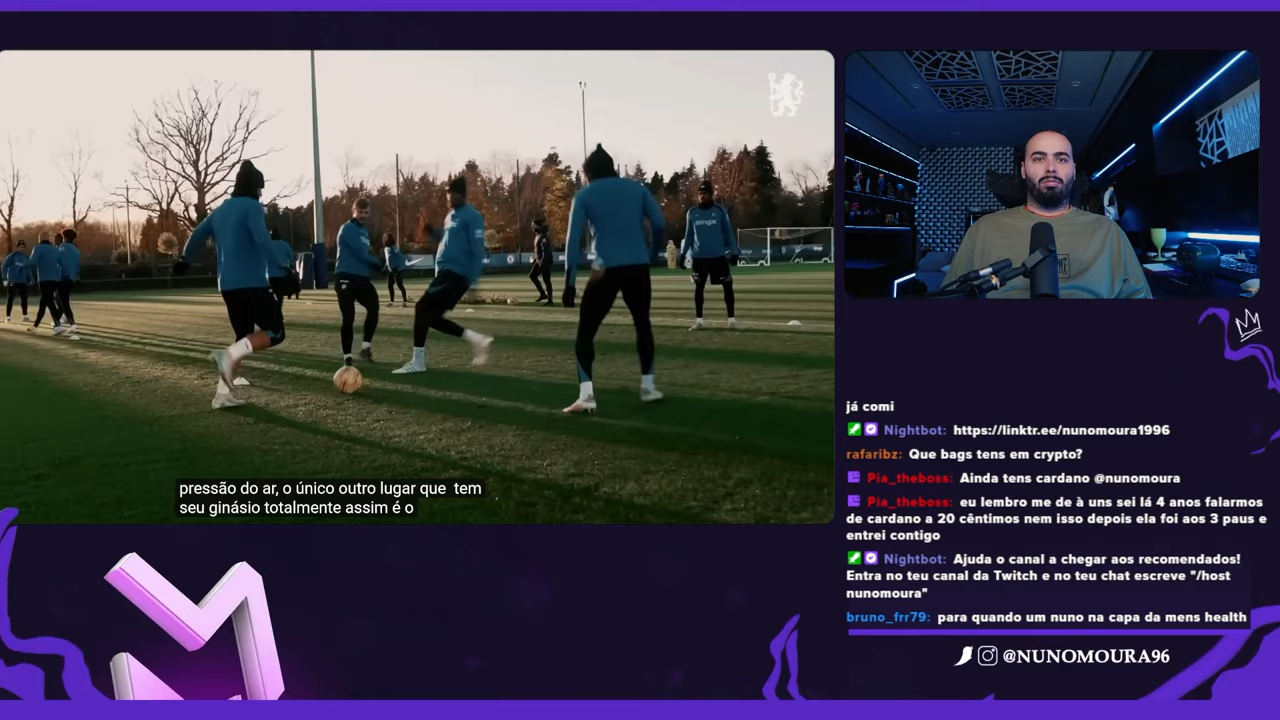 pressão do ar, o único outro lugar que tem
seu ginásio totalmente assim é o
já comi
Nightbot: https://linktr.ee/nunomoura1996
rafaribz: Que bags tens em crypto?
Pia_theboss: Ainda tens cardano @nunomoura
Pia_theboss: eu lembro me de à uns sei lá 4 anos falarmos
de cardano a 20 cêntimos nem isso depois ela foi aos 3 paus e
entrei contigo
Nightbot: Ajuda o canal a chegar aos recomendados!
Entra no teu canal da Twitch e no teu chat escreve "/host
nunomoura"
bruno_frr79: para quando um nuno na capa da mens health
@NUNOMOURA96